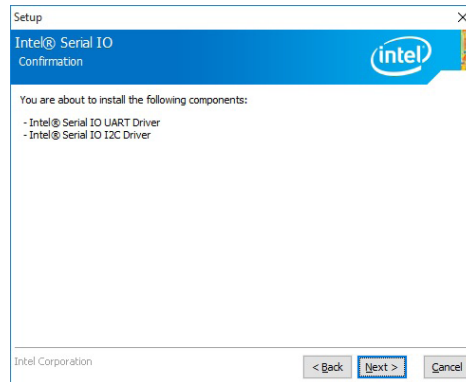 Setup
Intel® Serial IO
Confirmation
intel
You are about to install the following components:
- Intel® Serial IO UART Driver
- Intel® Serial IO I2C Driver
Intel Corporation
< Back
Next >
Cancel